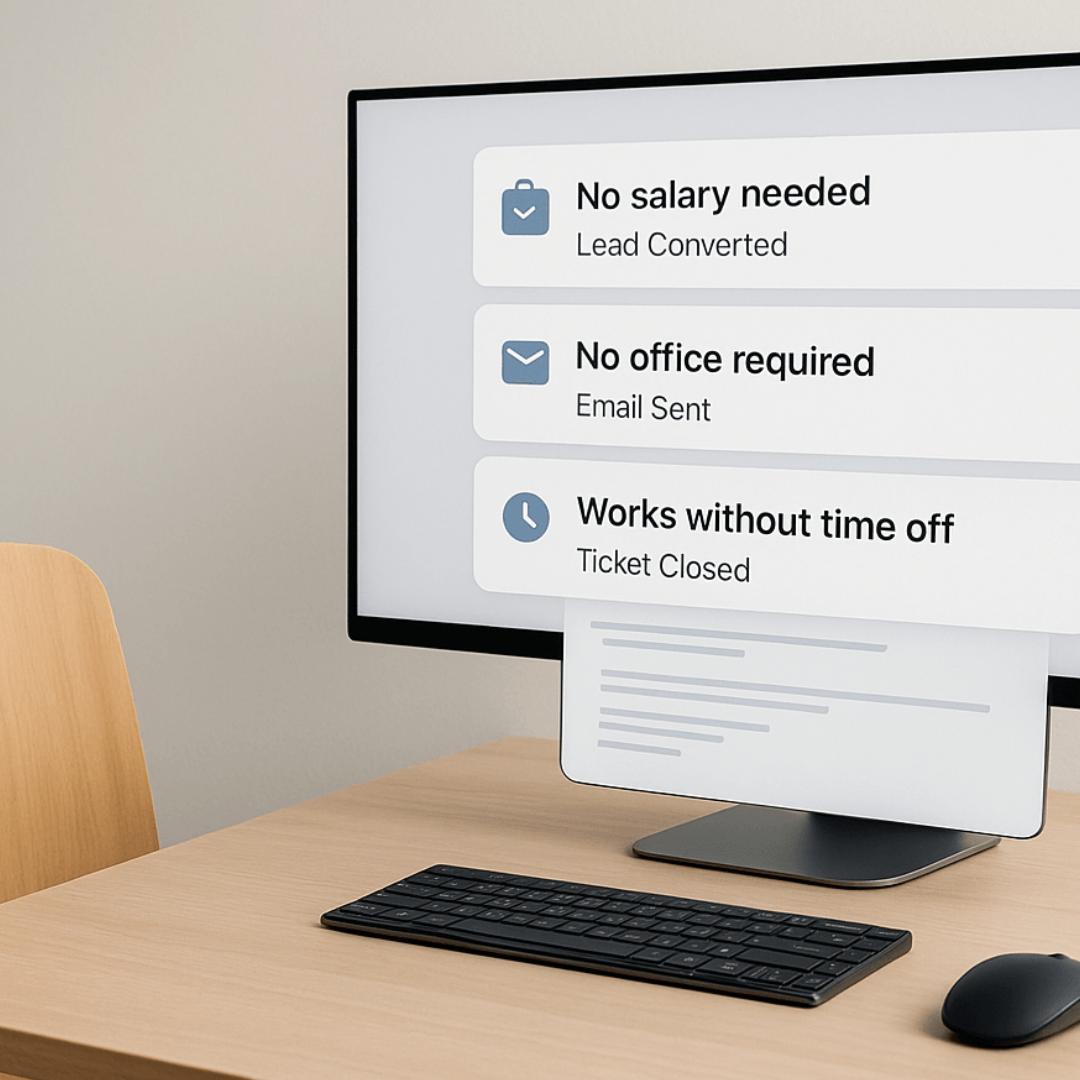 No salary needed
Lead Converted
No office required
Email Sent
Works without time off
Ticket Closed